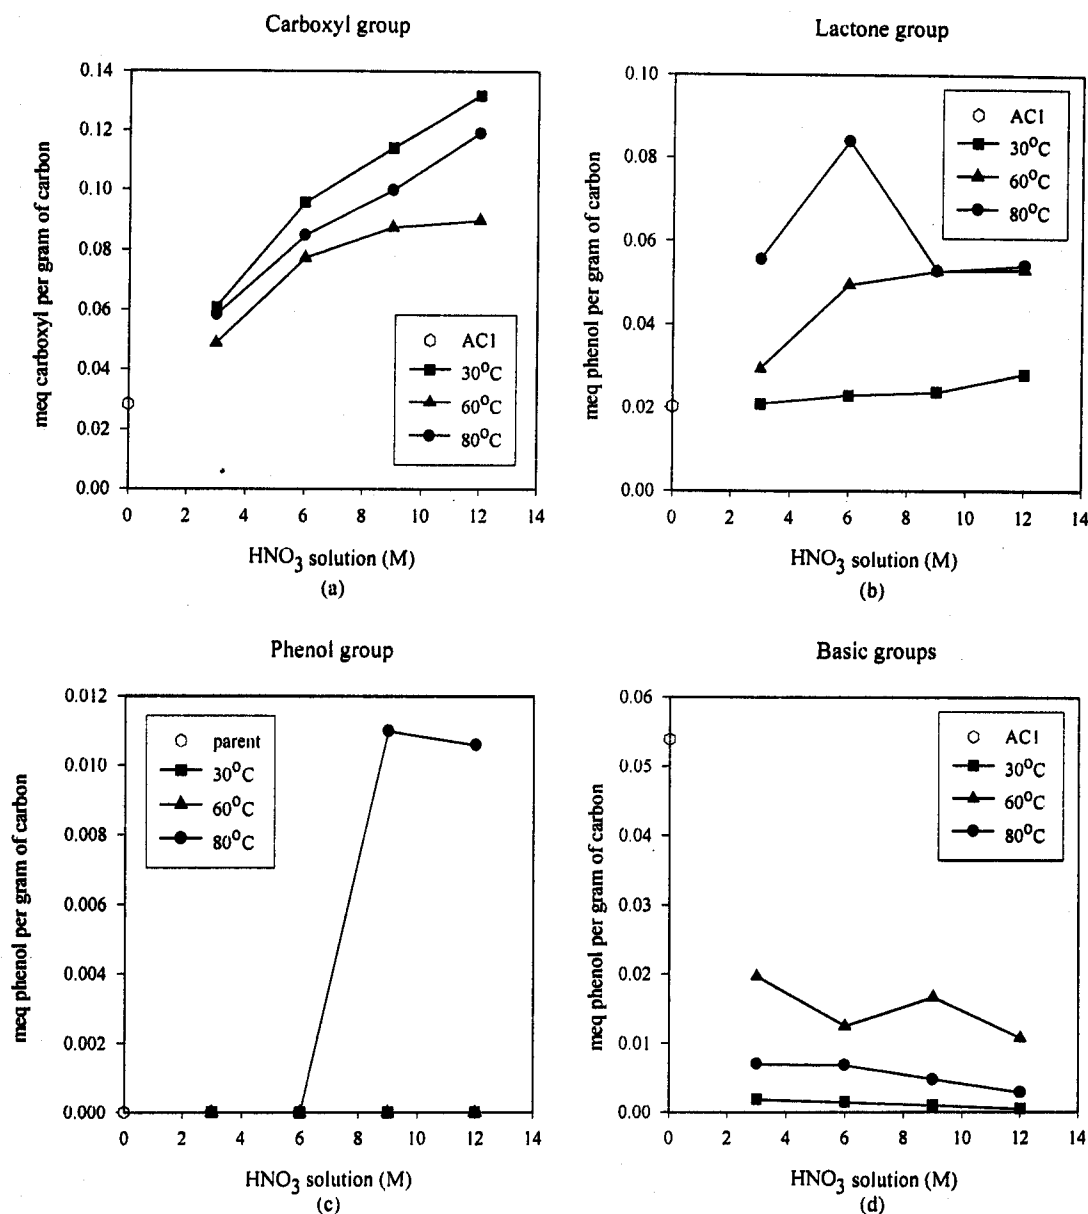 Carboxyl group
meq carboxyl per gram of carbon
0.14
0.12
0.10
0.08
0.06
0.04
0.02
0.00
AC1
30°C
60°C
80°C
0 2 4 6 8 10 12 14
HNO3 solution (M)
(a)
Lactone group
meq phenol per gram of carbon
0.10
0.08
0.06
0.04
0.02
0.00
AC1
30°C
60°C
80°C
0 2 4 6 8 10 12 14
HNO3 solution (M)
(b)
Phenol group
meq phenol per gram of carbon
0.012
0.010
0.008
0.006
0.004
0.002
0.000
parent
30°C
60°C
80°C
0 2 4 6 8 10 12 14
HNO3 solution (M)
(c)
Basic groups
meq phenol per gram of carbon
0.06
0.05
0.04
0.03
0.02
0.01
0.00
AC1
30°C
60°C
80°C
0 2 4 6 8 10 12 14
HNO3 solution (M)
(d)